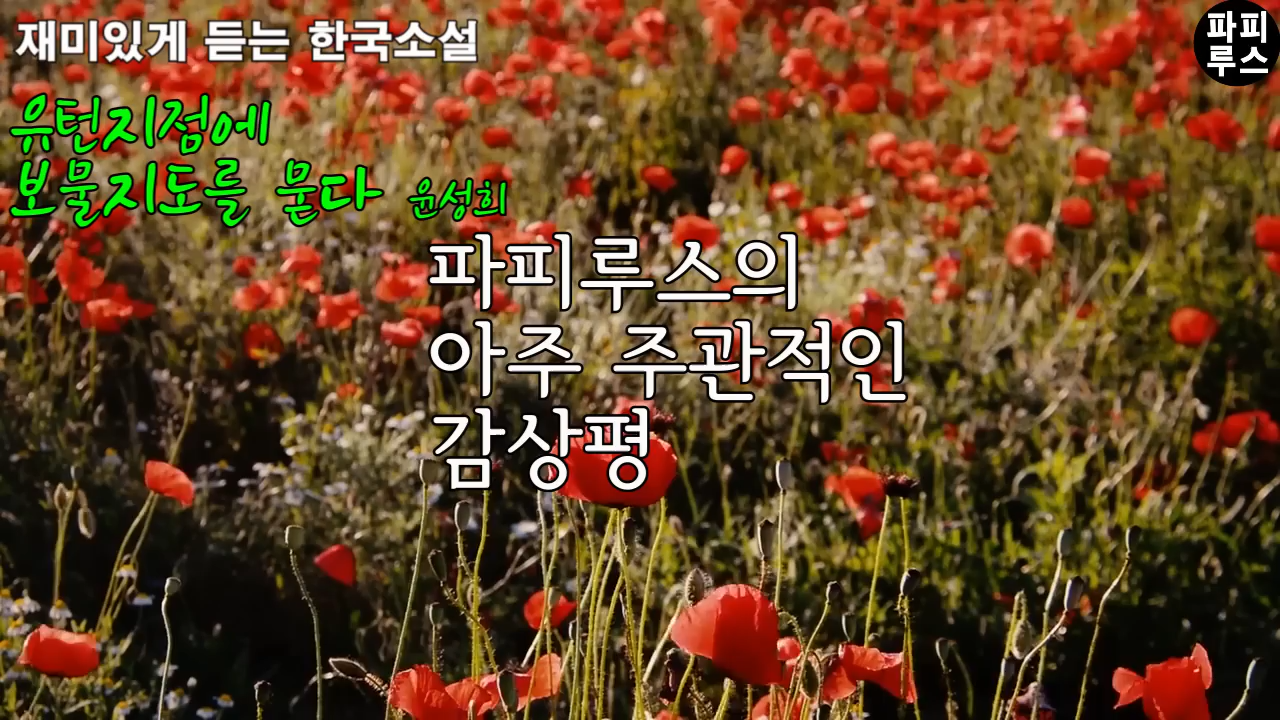 재미있게 듣는 한국소설
파피
루스
유턴지점에
보물지도를 묻다 윤성희
파피루스의
아주 주관적인
감상평